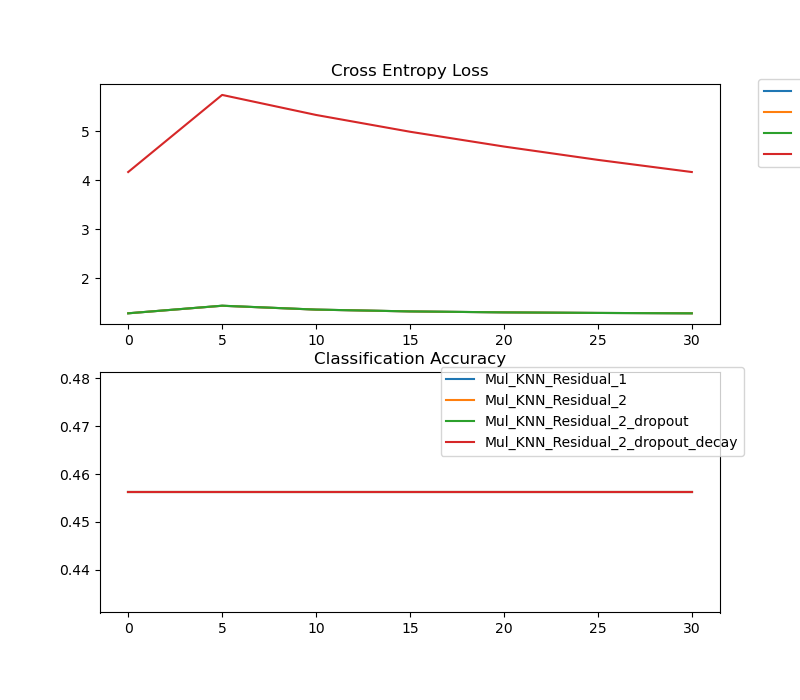 Cross Entropy Loss
5
4
3
2
0 5 10 15 20 25 30
Classification Accuracy
0.48
0.47
0.46
0.45
0.44
Mul_KNN_Residual_1
Mul_KNN_Residual_2
Mul_KNN_Residual_2_dropout
Mul_KNN_Residual_2_dropout_decay
0 5 10 15 20 25 30